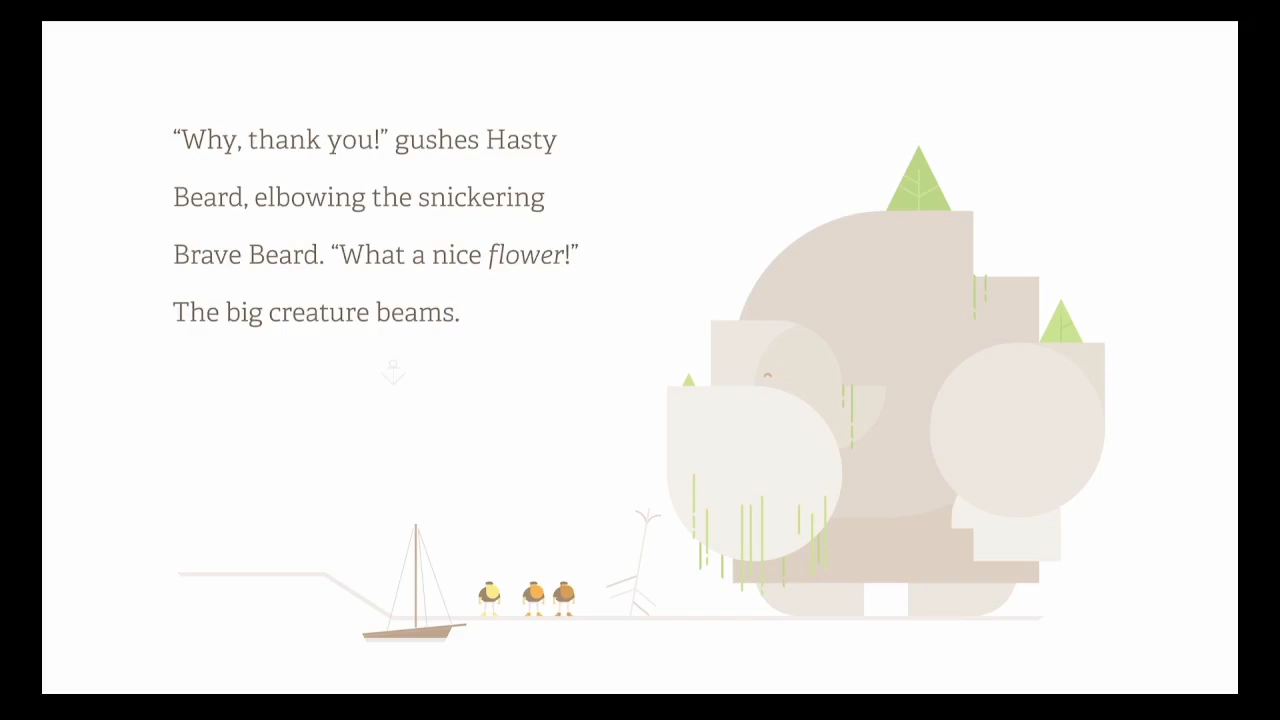 “Why, thank you!” gushes Hasty
Beard, elbowing the snickering
Brave Beard. “What a nice flower!”
The big creature beams.